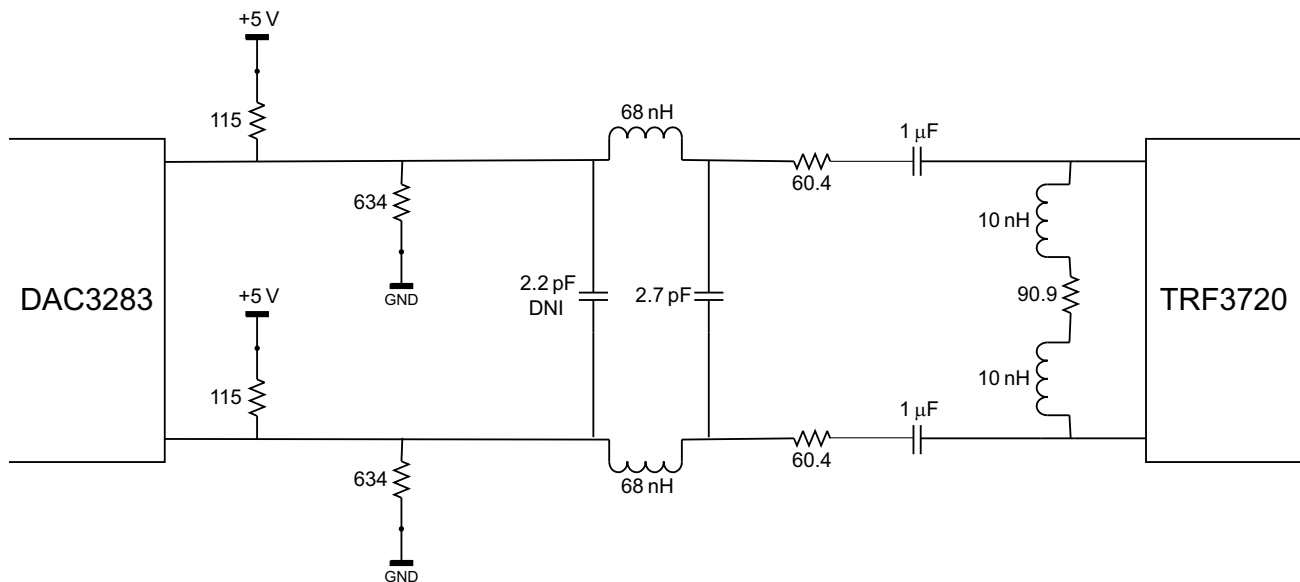 +5 V
115
68 nH
1 μF
60.4
634
10 nH
DAC3283
GND
+5 V
2.2 pF
DNI
2.7 pF
90.9
TRF3720
115
10 nH
1 μF
60.4
634
68 nH
GND